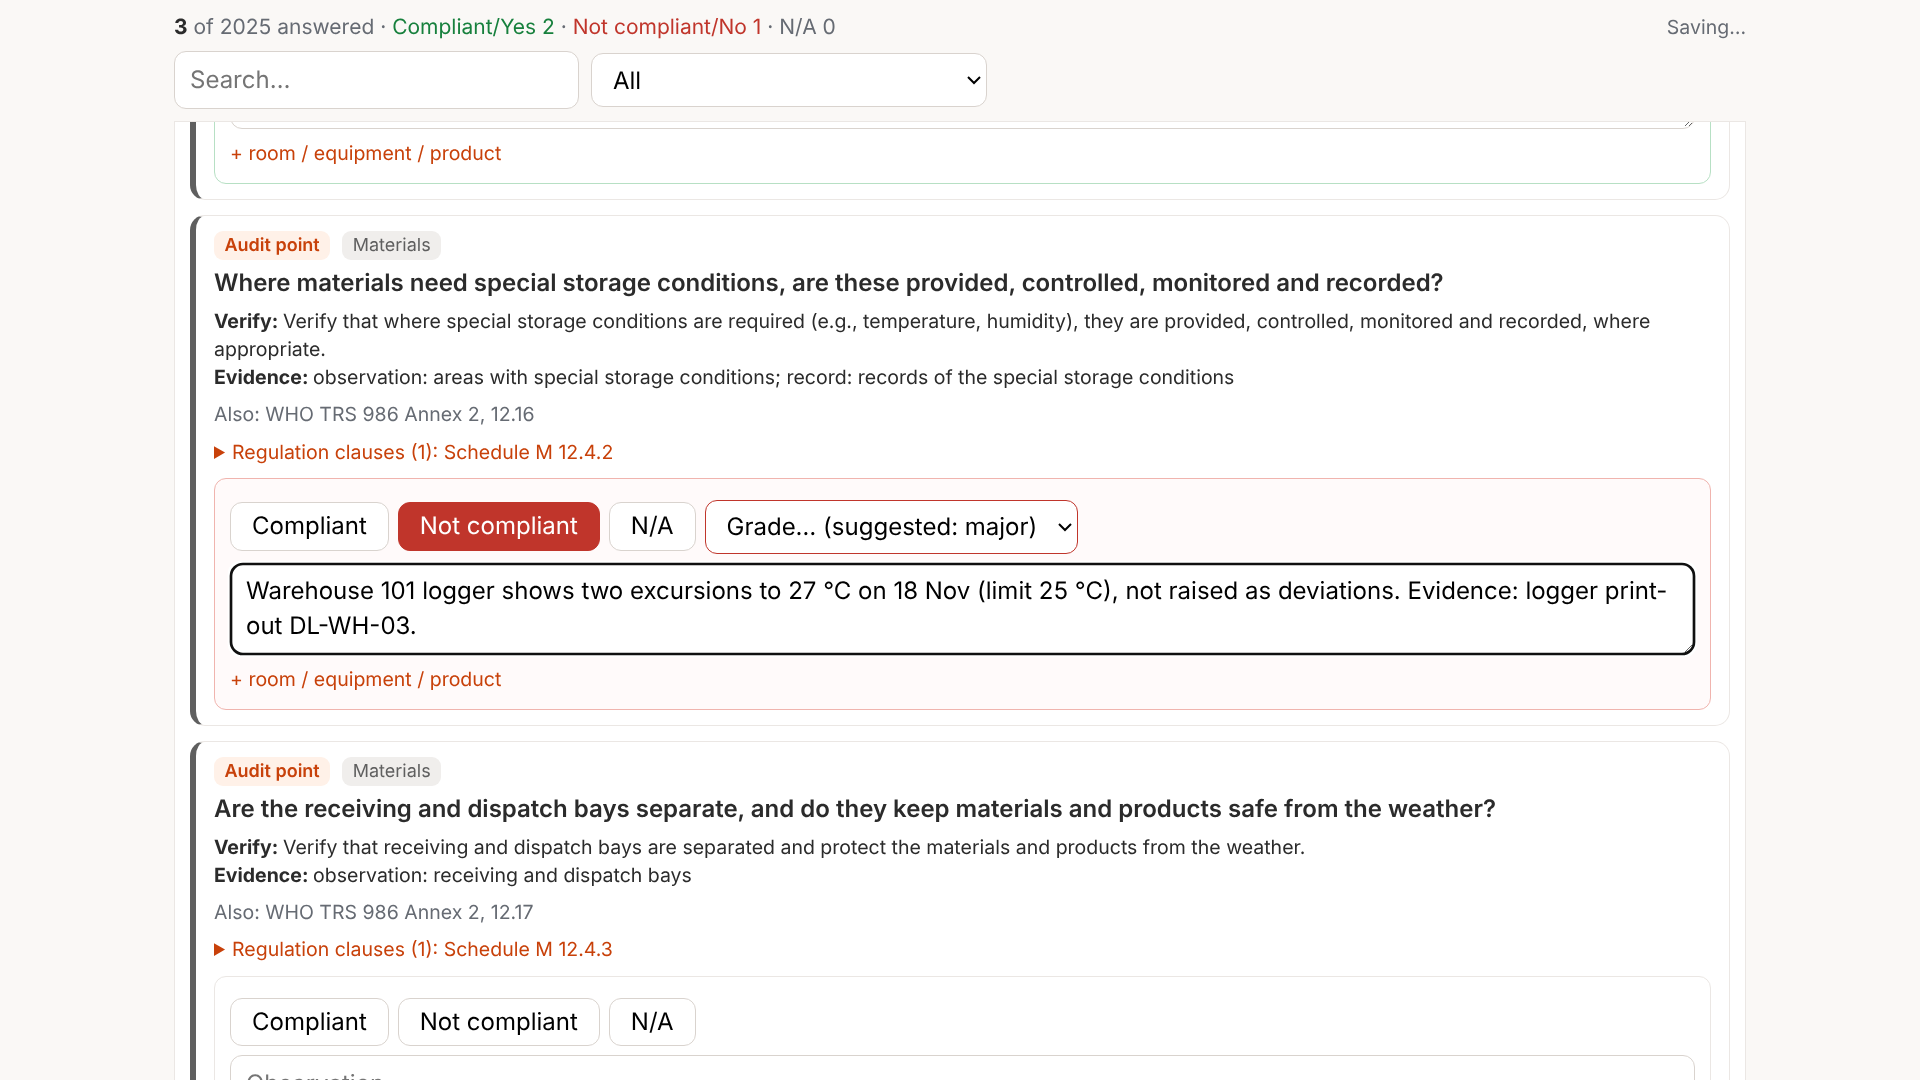 3 of 2025 answered · Compliant/Yes 2 · Not compliant/No 1 · N/A 0
Saving...
Search...
All
+ room / equipment / product
Audit point
Materials
Where materials need special storage conditions, are these provided, controlled, monitored and recorded?
Verify: Verify that where special storage conditions are required (e.g., temperature, humidity), they are provided, controlled, monitored and recorded, where
appropriate.
Evidence: observation: areas with special storage conditions; record: records of the special storage conditions
Also: WHO TRS 986 Annex 2, 12.16
Regulation clauses (1): Schedule M 12.4.2
Compliant
Not compliant
N/A
Grade... (suggested: major)
Warehouse 101 logger shows two excursions to 27 °C on 18 Nov (limit 25 °C), not raised as deviations. Evidence: logger print-
out DL-WH-03.
+ room / equipment / product
Audit point
Materials
Are the receiving and dispatch bays separate, and do they keep materials and products safe from the weather?
Verify: Verify that receiving and dispatch bays are separated and protect the materials and products from the weather.
Evidence: observation: receiving and dispatch bays
Also: WHO TRS 986 Annex 2, 12.17
Regulation clauses (1): Schedule M 12.4.3
Compliant
Not compliant
N/A